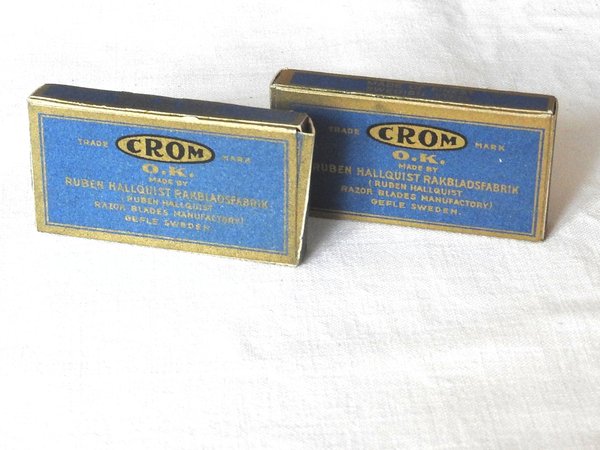 TRADE CROM MARK
O.K.
MADE BY
RUBEN HALLQUIST RAKBLADSFABRIK
(RUBEN HALLQUIST
RAZOR BLADES MANUFACTORY)
GEFLE SWEDEN.
TRADE CROM MARK
O.K.
MADE BY
RUBEN HALLQUIST RAKBLADSFABRIK
(RUBEN HALLQUIST
RAZOR BLADES MANUFACTORY)
GEFLE SWEDEN.